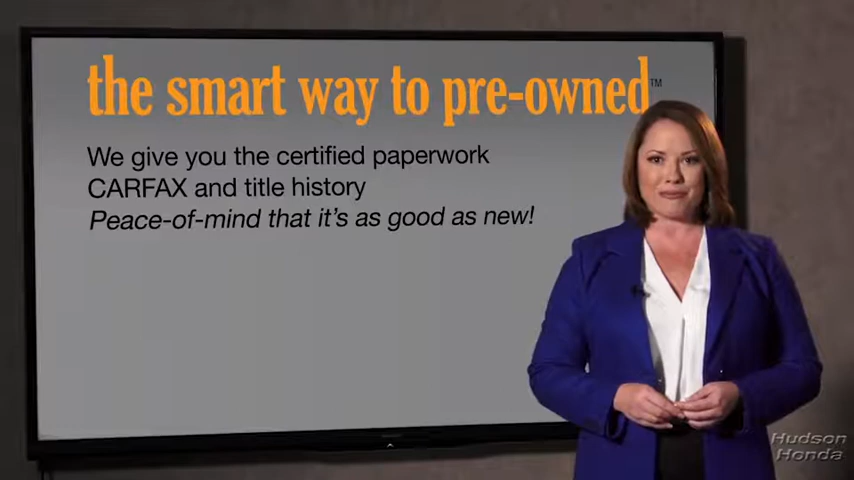 the smart way to pre-owned™
We give you the certified paperwork
CARFAX and title history
Peace-of-mind that it's as good as new!
Hudson
Honda